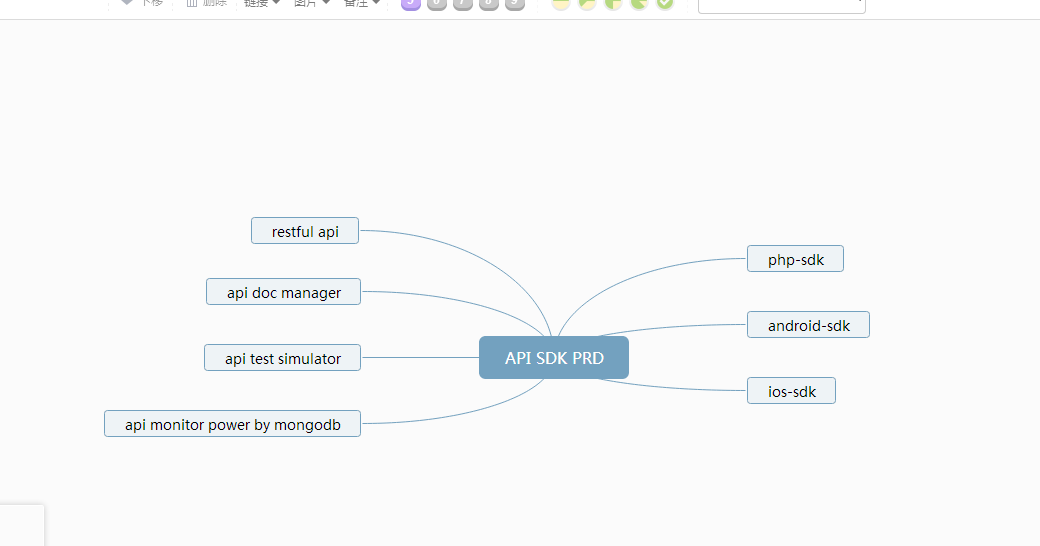 下移 删除 链接 图片 备注 5 6 7 8 9
restful api
php-sdk
api doc manager
android-sdk
api test simulator
API SDK PRD
ios-sdk
api monitor power by mongodb